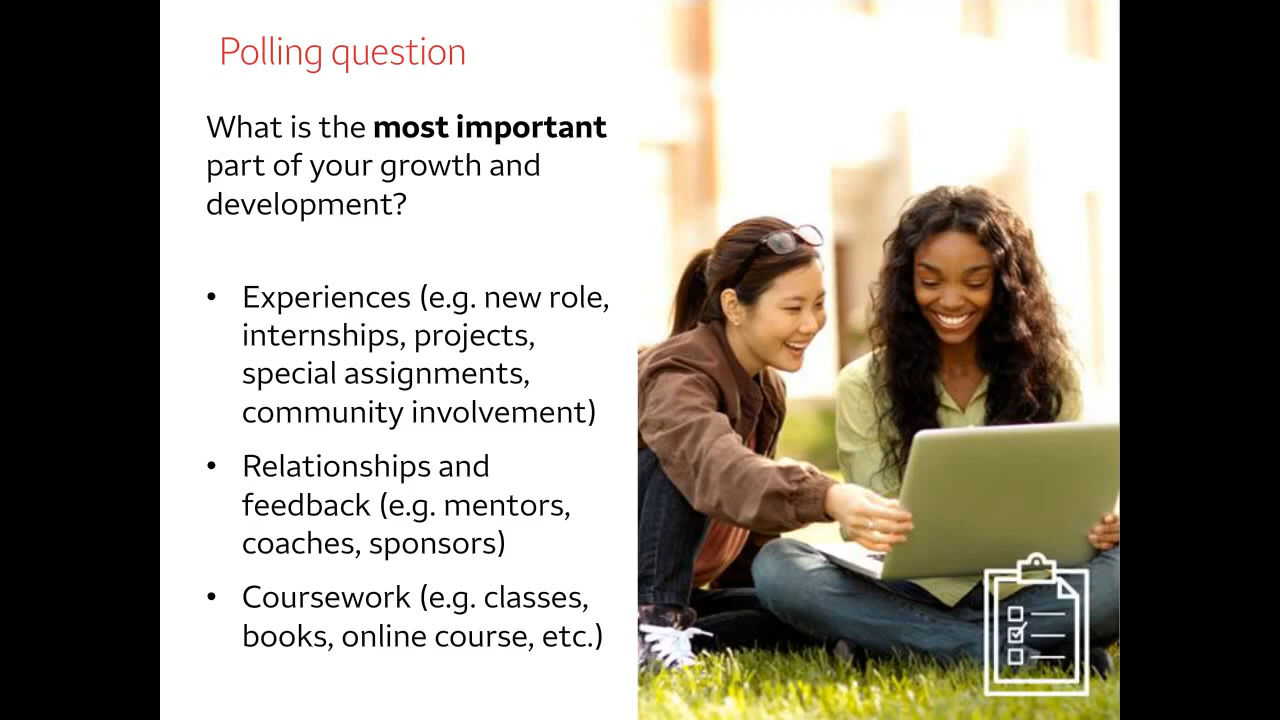 Polling question
What is the most important
part of your growth and
development?
• Experiences (e.g. new role,
internships, projects,
special assignments,
community involvement)
• Relationships and
feedback (e.g. mentors,
coaches, sponsors)
• Coursework (e.g. classes,
books, online course, etc.)